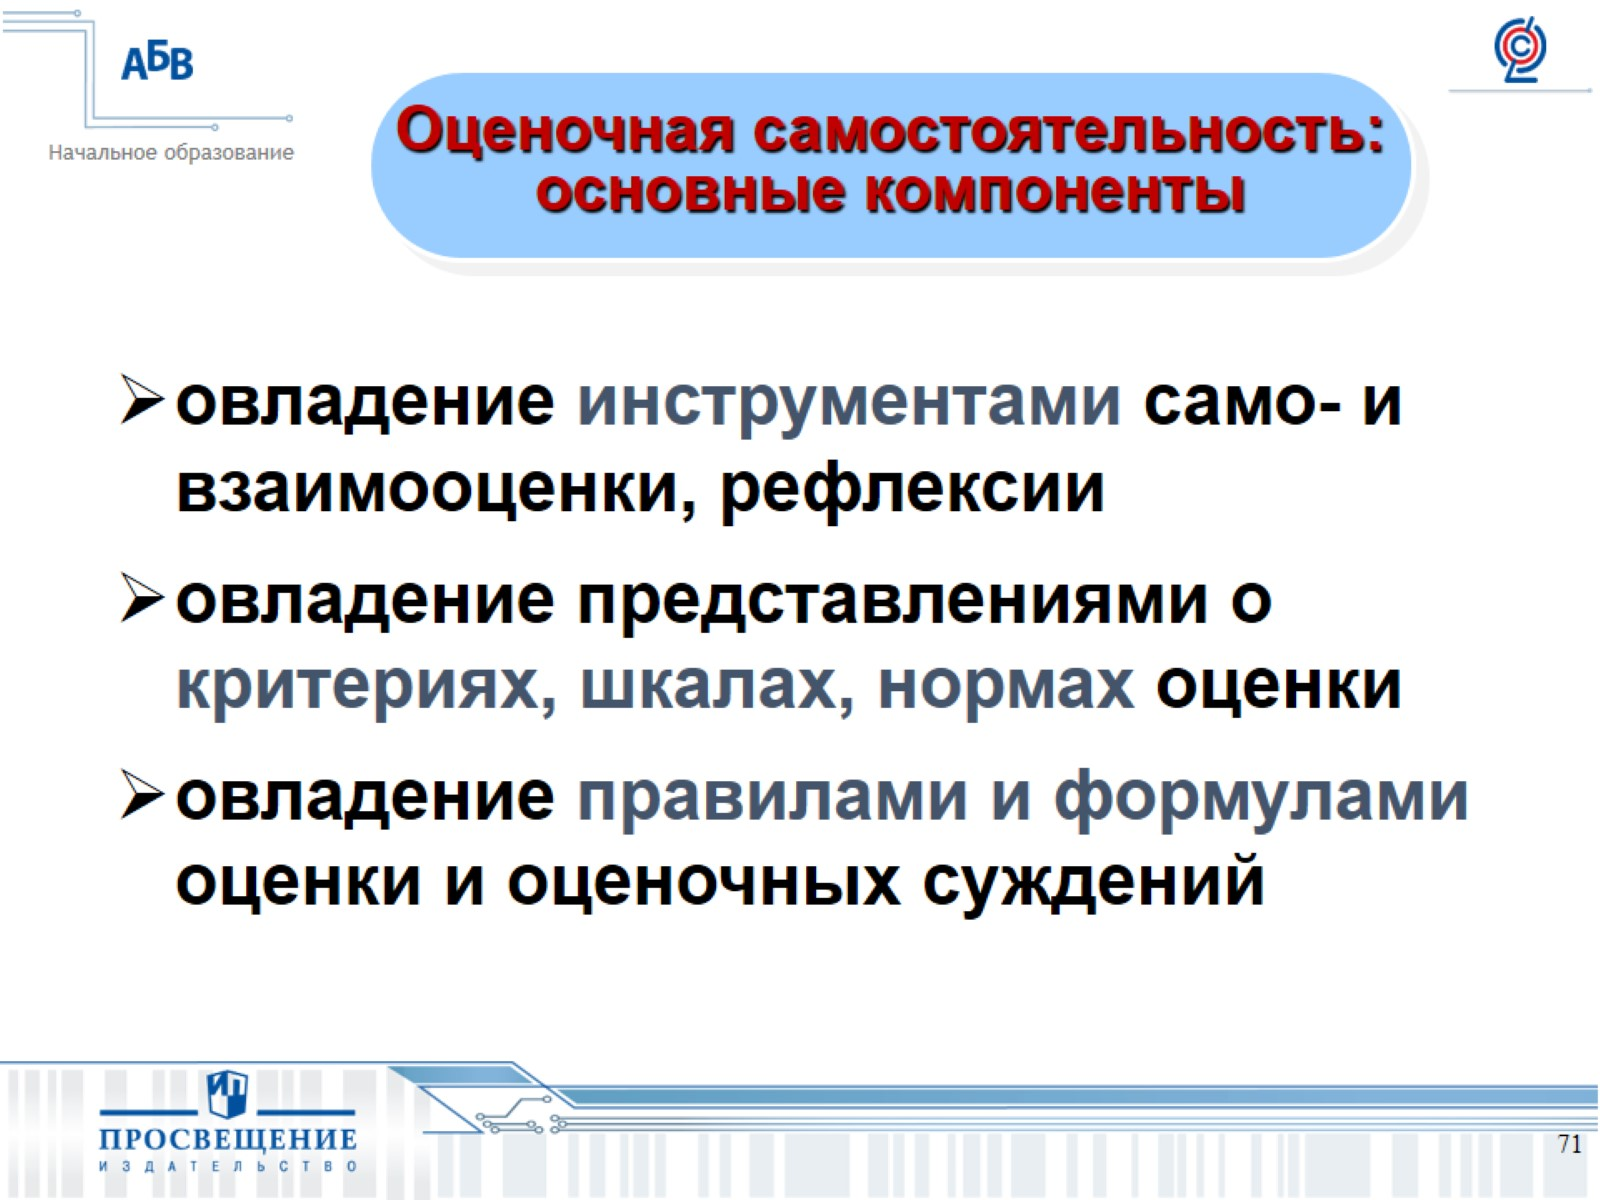 АБВ
Начальное образование
Оценочная самостоятельность:
основные компоненты
овладение инструментами само- и
взаимооценки, рефлексии
овладение представлениями о
критериях, шкалах, нормах оценки
овладение правилами и формулами
оценки и оценочных суждений
ИП
ПРОСВЕЩЕНИЕ
ИЗДАТЕЛЬСТВО
71